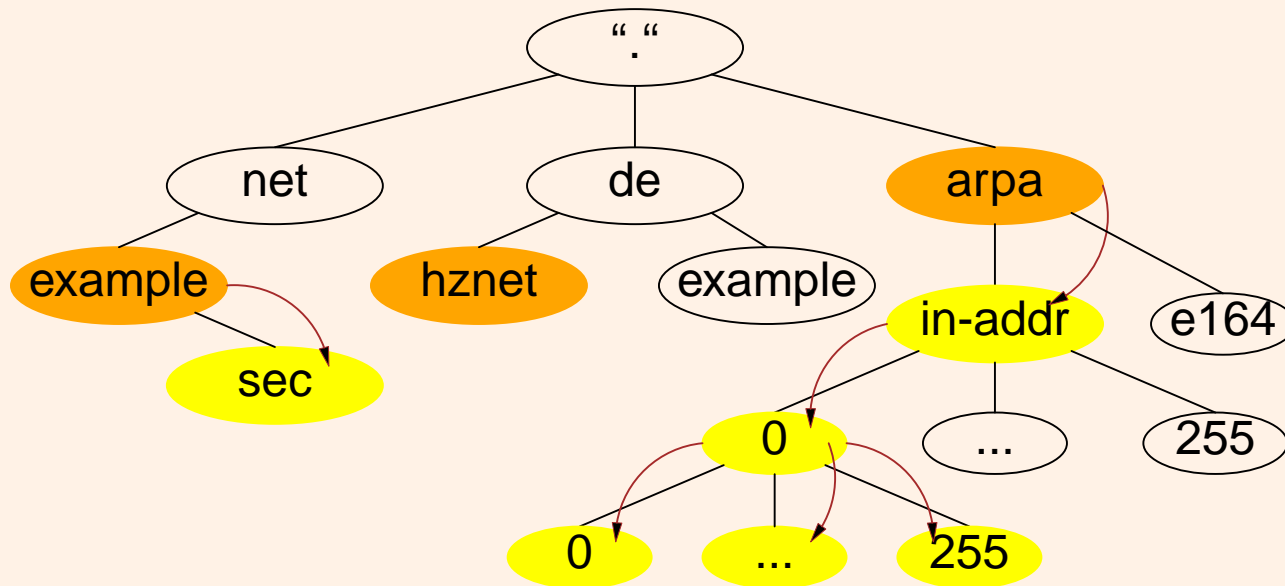 “.“
net
de
arpa
example
hznet
example
in-addr
e164
sec
0
...
255
0
...
255